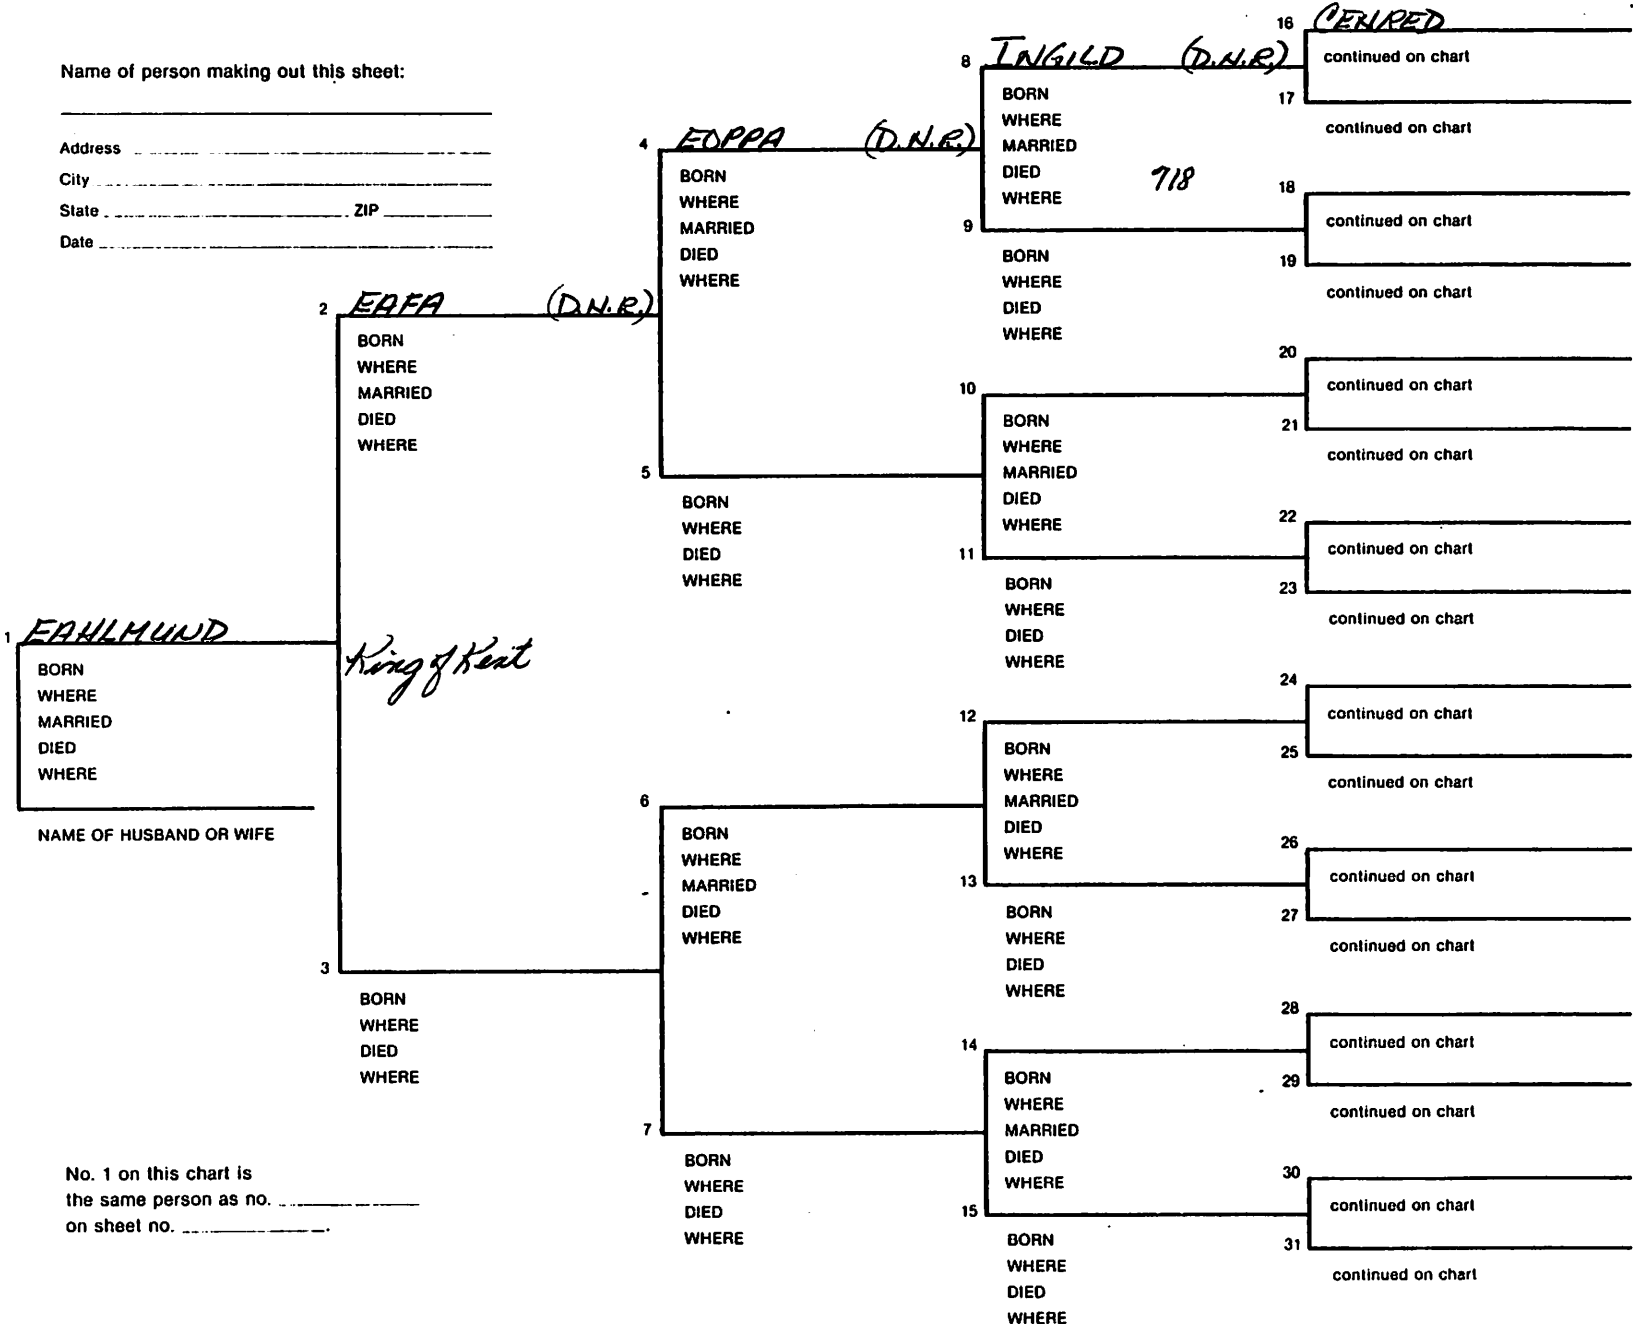 Name of person making out this sheet:
Address
City
State ZIP
Date
1 EAHLMUND
BORN
WHERE
MARRIED
DIED
WHERE
NAME OF HUSBAND OR WIFE
King of Kent
No. 1 on this chart is
the same person as no.
on sheet no.
2 EAFA (D.N.R.)
BORN
WHERE
MARRIED
DIED
WHERE
3
BORN
WHERE
DIED
WHERE
4 EOPPA (D.N.R.)
BORN
WHERE
MARRIED
DIED
WHERE
5
BORN
WHERE
DIED
WHERE
6
BORN
WHERE
MARRIED
DIED
WHERE
7
BORN
WHERE
DIED
WHERE
8 INGILD (D.N.R.)
BORN
WHERE
MARRIED
DIED 718
WHERE
9
BORN
WHERE
DIED
WHERE
10
BORN
WHERE
MARRIED
DIED
WHERE
11
BORN
WHERE
DIED
WHERE
12
BORN
WHERE
MARRIED
DIED
WHERE
13
BORN
WHERE
DIED
WHERE
14
BORN
WHERE
MARRIED
DIED
WHERE
15
BORN
WHERE
DIED
WHERE
16 CENRED
continued on chart
17
continued on chart
18
continued on chart
19
continued on chart
20
continued on chart
21
continued on chart
22
continued on chart
23
continued on chart
24
continued on chart
25
continued on chart
26
continued on chart
27
continued on chart
28
continued on chart
29
continued on chart
30
continued on chart
31
continued on chart